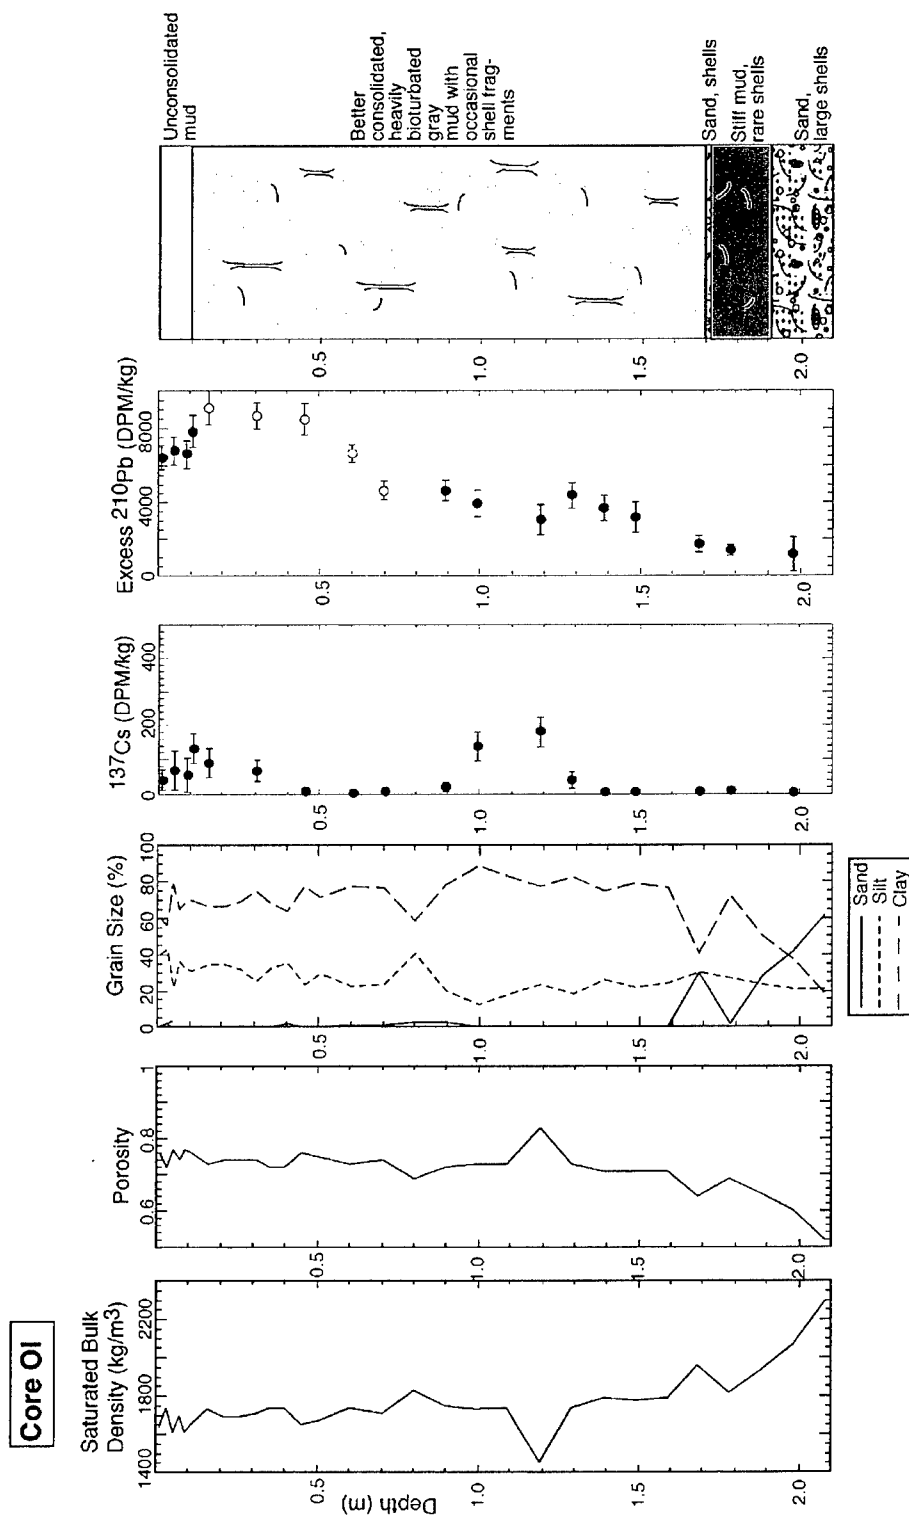 Core OI
Saturated Bulk
Density (kg/m3)
1400
1800
2200
Depth (m)
0.5
1.0
1.5
2.0
Porosity
0.6
0.8
1
0.5
1.0
1.5
2.0
Grain Size (%)
0
20
40
60
80
100
0.5
1.0
1.5
2.0
Sand
Silt
Clay
137Cs (DPM/kg)
0
200
400
0.5
1.0
1.5
2.0
Excess 210Pb (DPM/kg)
0
4000
8000
0.5
1.0
1.5
2.0
0.5
1.0
1.5
2.0
Unconsolidated
mud
Better
consolidated,
heavily
bioturbated
gray
mud with
occasional
shell frag-
ments
Sand, shells
Stiff mud,
rare shells
Sand,
large shells